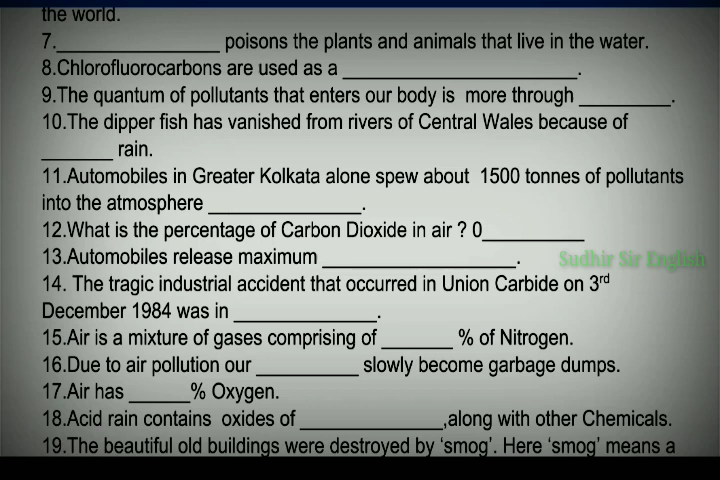 the world.
7.________________ poisons the plants and animals that live in the water.
8.Chlorofluorocarbons are used as a _______________________.
9.The quantum of pollutants that enters our body is more through _________.
10.The dipper fish has vanished from rivers of Central Wales because of
_______ rain.
11.Automobiles in Greater Kolkata alone spew about 1500 tonnes of pollutants
into the atmosphere _______________.
12.What is the percentage of Carbon Dioxide in air ? 0__________
13.Automobiles release maximum ___________________.
Sudhir Sir English
14. The tragic industrial accident that occurred in Union Carbide on 3rd
December 1984 was in ______________.
15.Air is a mixture of gases comprising of _______ % of Nitrogen.
16.Due to air pollution our __________ slowly become garbage dumps.
17.Air has ______% Oxygen.
18.Acid rain contains oxides of ______________,along with other Chemicals.
19.The beautiful old buildings were destroyed by ‘smog’. Here ‘smog’ means a